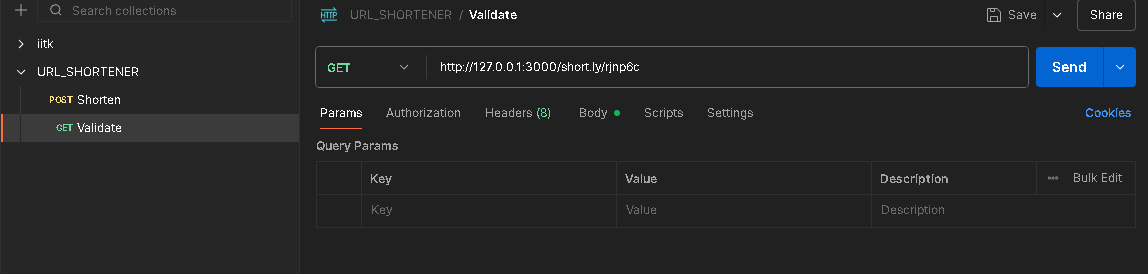 Search collections
iitk
URL_SHORTENER
POST Shorten
GET Validate
HTTP URL_SHORTENER / Validate
Save
Share
GET
http://127.0.0.1:3000/short.ly/rjnp6c
Send
Params Authorization Headers (8) Body Scripts Settings Cookies
Query Params
Key Value Description Bulk Edit
Key Value Description